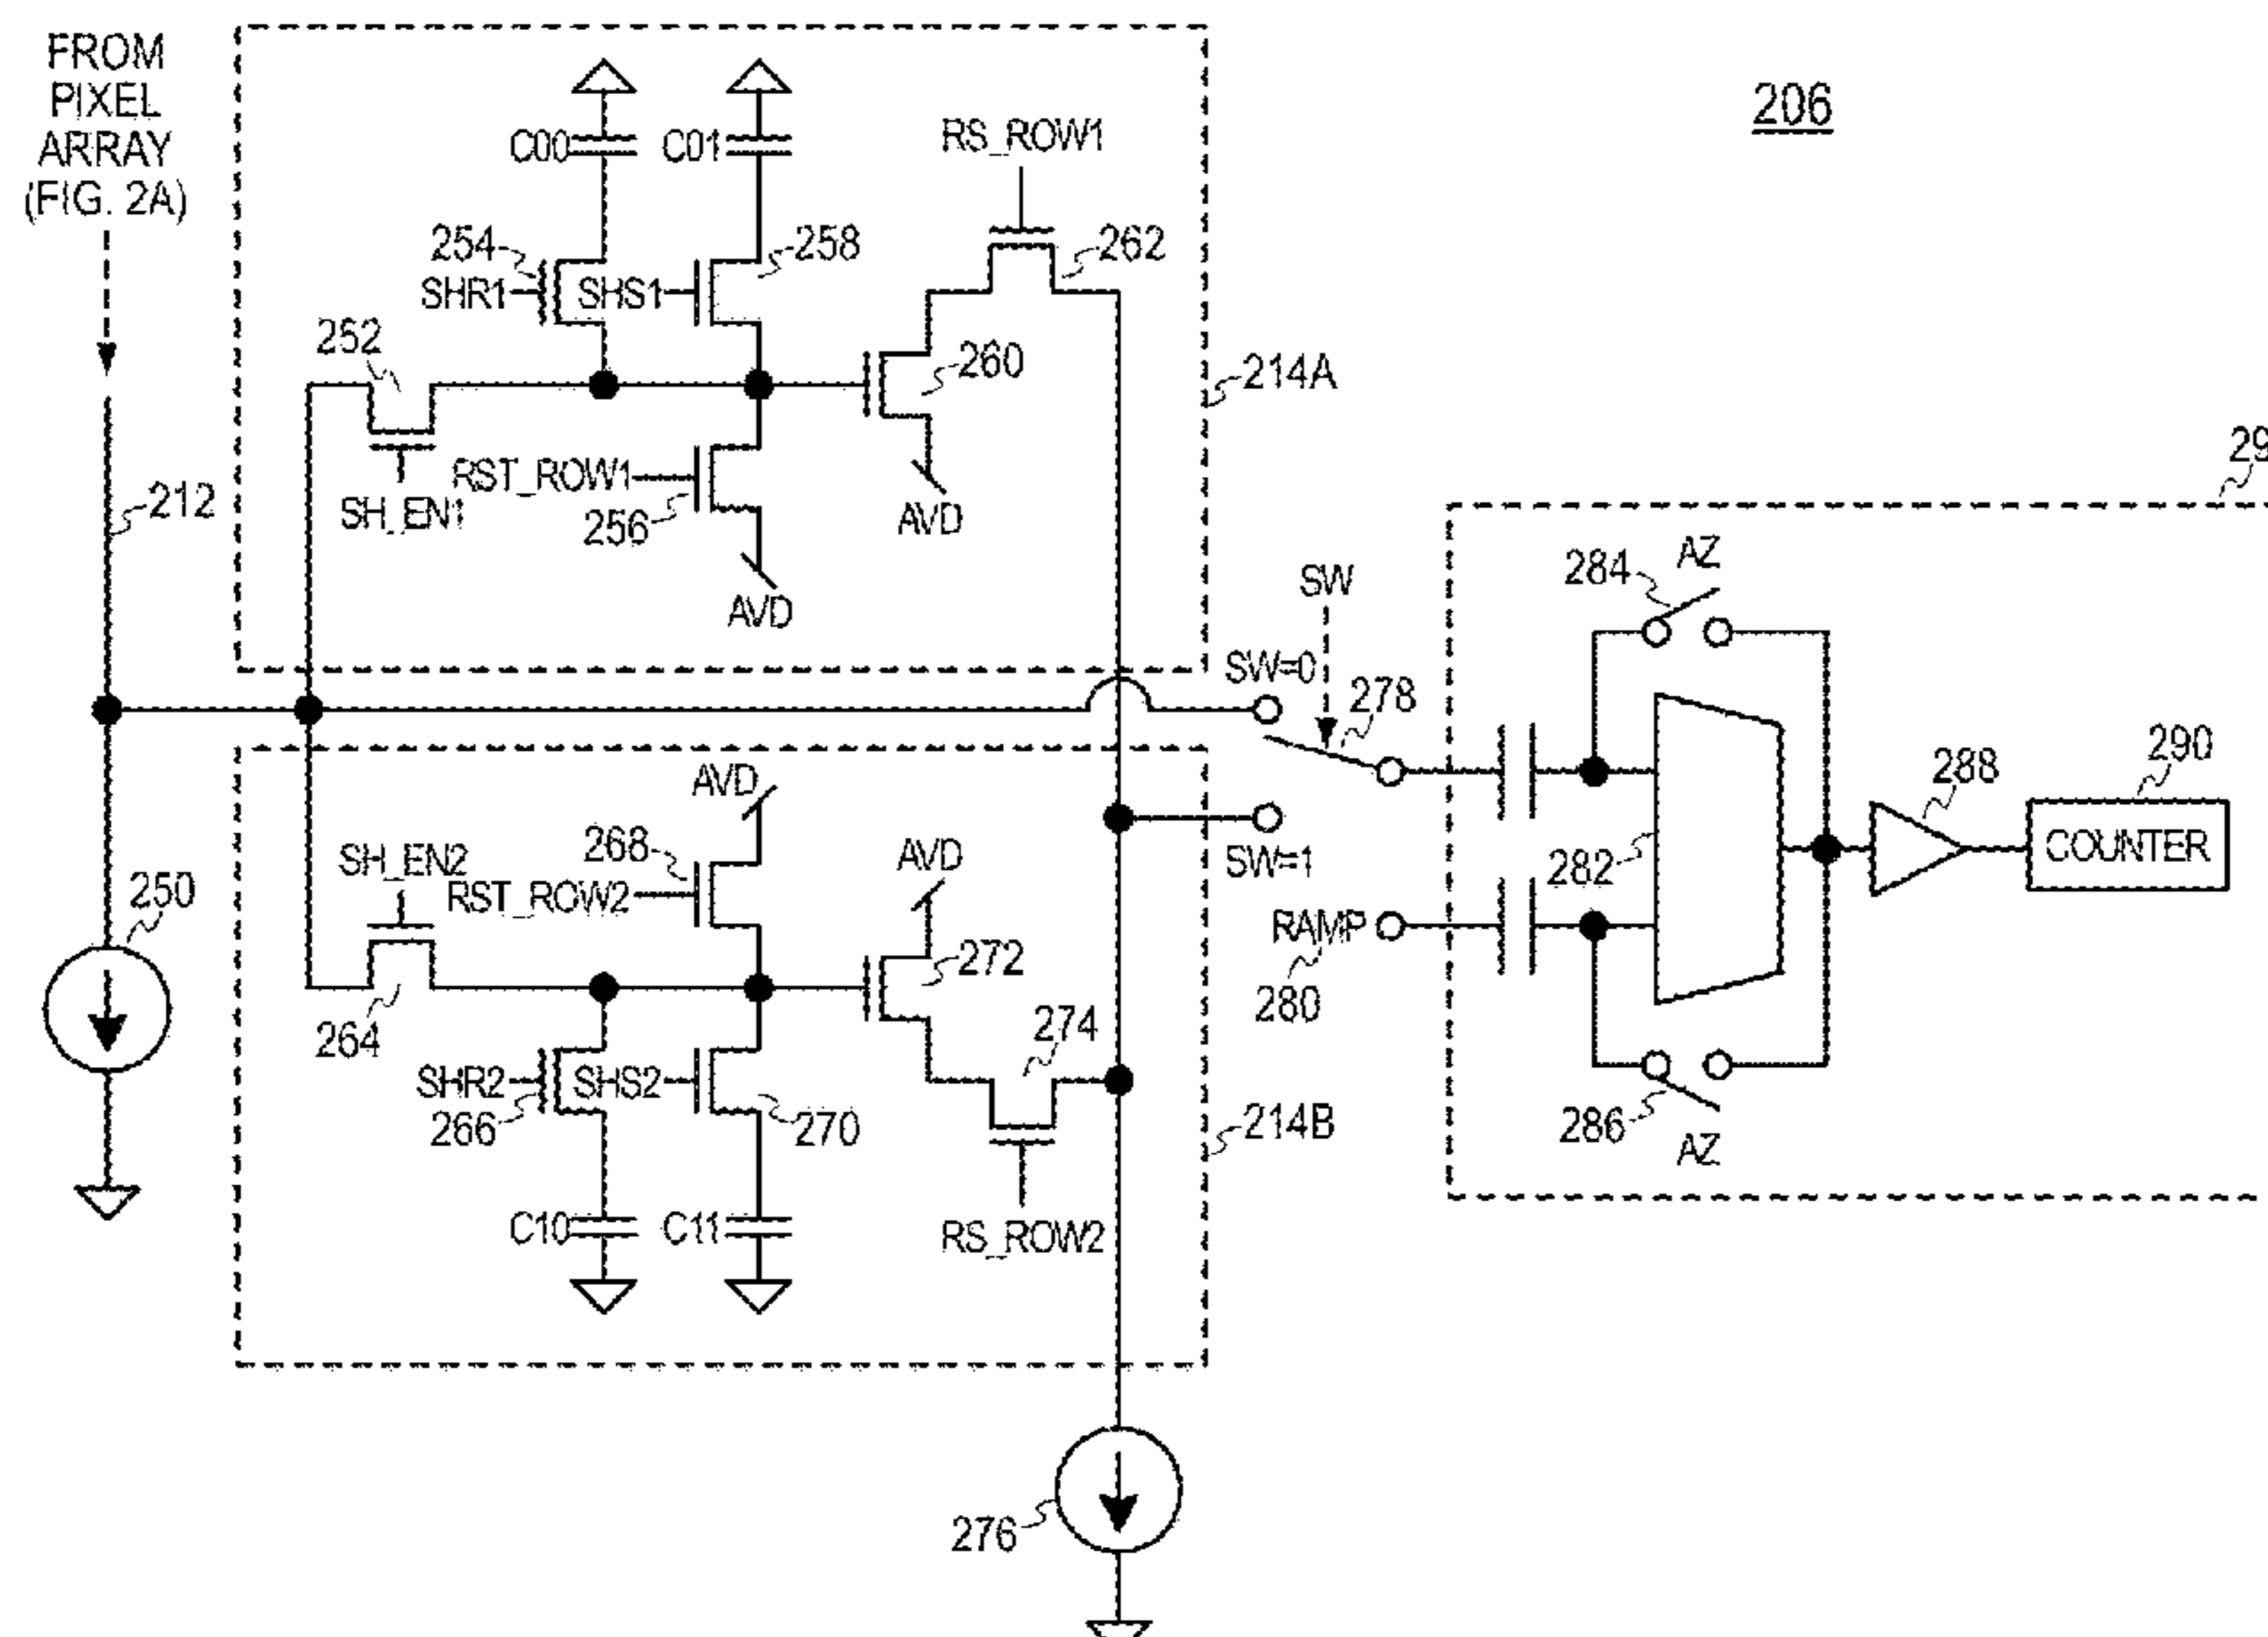 FROM
PIXEL
ARRAY
(FIG. 2A)
206
C00
C01
RS_ROW1
254
258
262
SHR1
SHS1
252
260
214A
212
SH_EN1
RST_ROW1
256
AVD
AVD
SW
284
AZ
SW=0
278
AVD
268
SH_EN2
RST_ROW2
AVD
SW=1
282
288
290
COUNTER
250
264
272
274
RAMP
280
SHR2
SHS2
266
270
214B
286
AZ
C10
C11
RS_ROW2
276